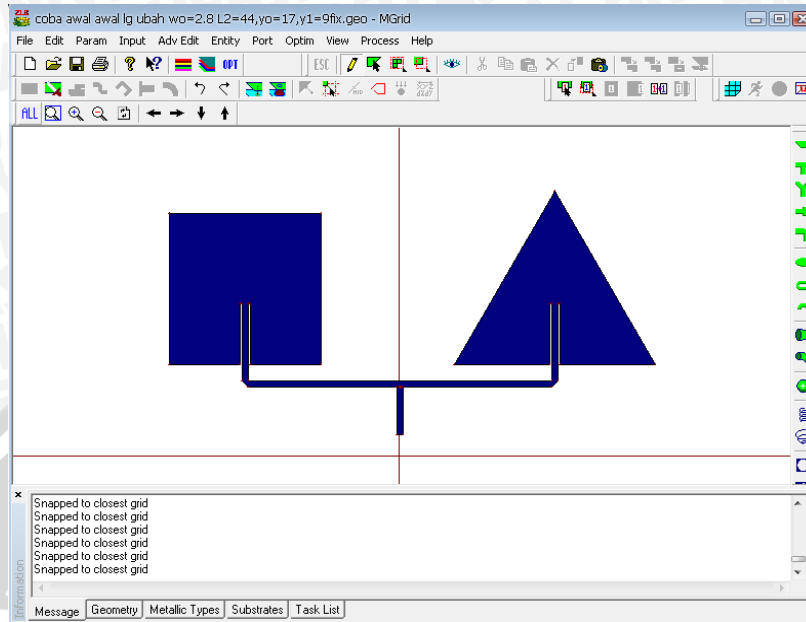 coba awal awal lg ubah wo=2.8 L2=44,yo=17,y1=9fix.geo - MGrid
File Edit Param Input Adv Edit Entity Port Optim View Process Help
OPT ESC
ALL
Snapped to closest grid
Snapped to closest grid
Snapped to closest grid
Snapped to closest grid
Snapped to closest grid
Snapped to closest grid
Information
Message Geometry Metallic Types Substrates Task List